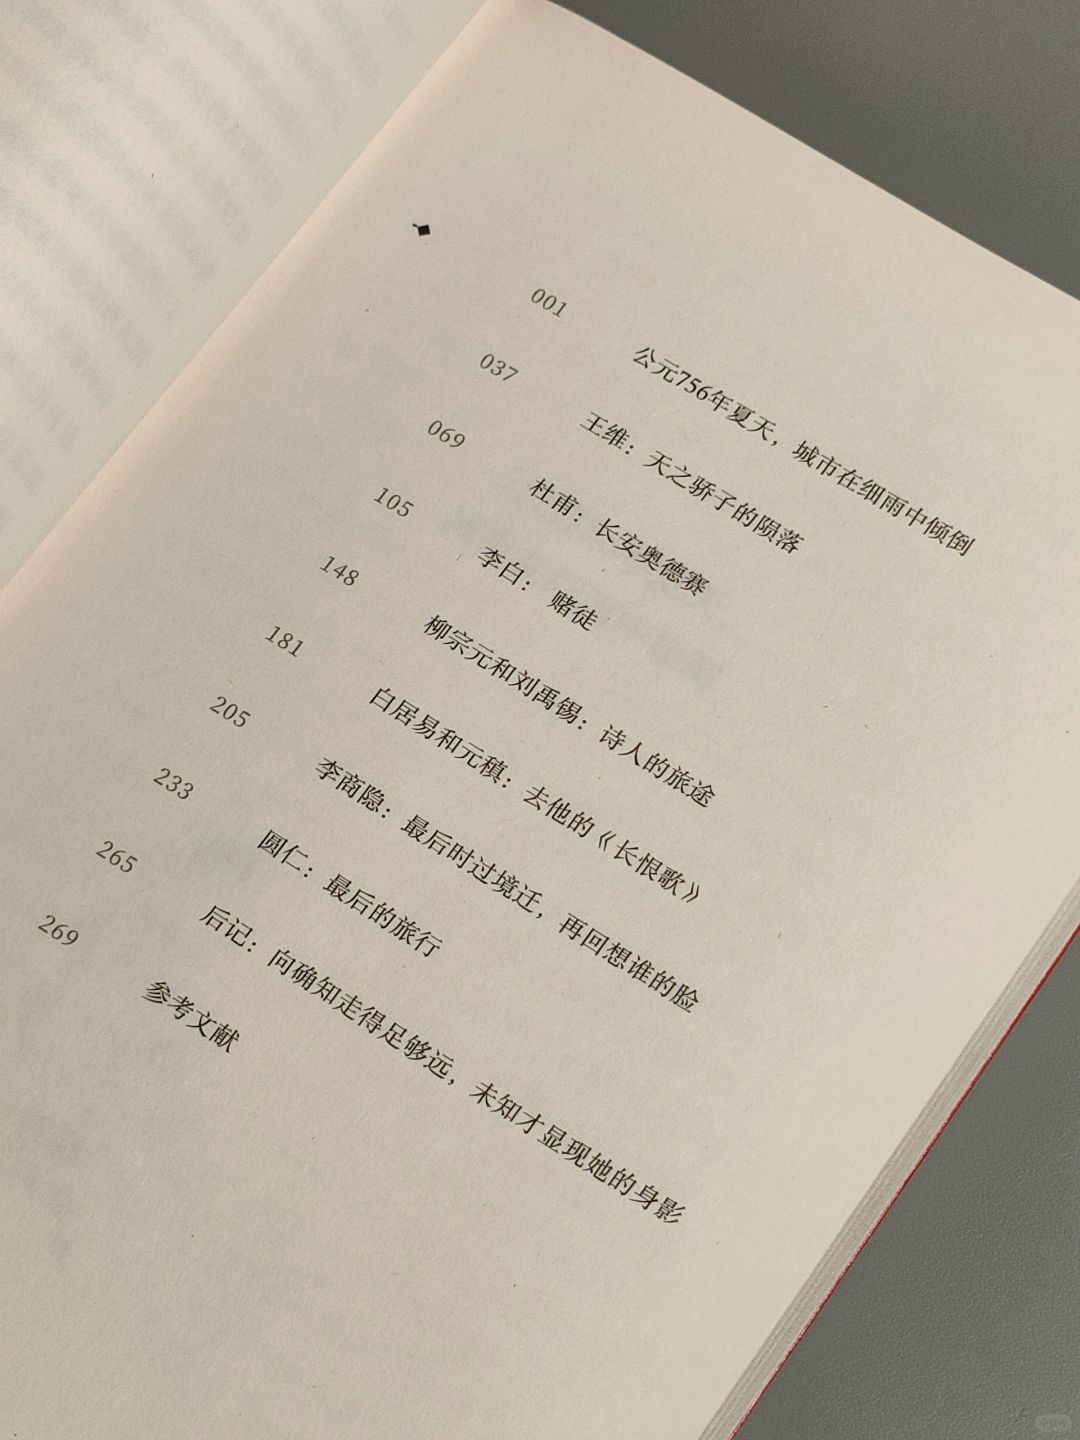 001 公元756年夏天，城市在细雨中倾倒
037 王维：天之骄子的陨落
069 杜甫：长安奥德赛
105 李白：赌徒
148 柳宗元和刘禹锡：诗人的旅途
181 白居易和元稹：去他的《长恨歌》
205 李商隐：最后时过境迁，再回想谁的脸
233 圆仁：最后的旅行
265 后记：向确知走得足够远，未知才显现她的身影
269 参考文献